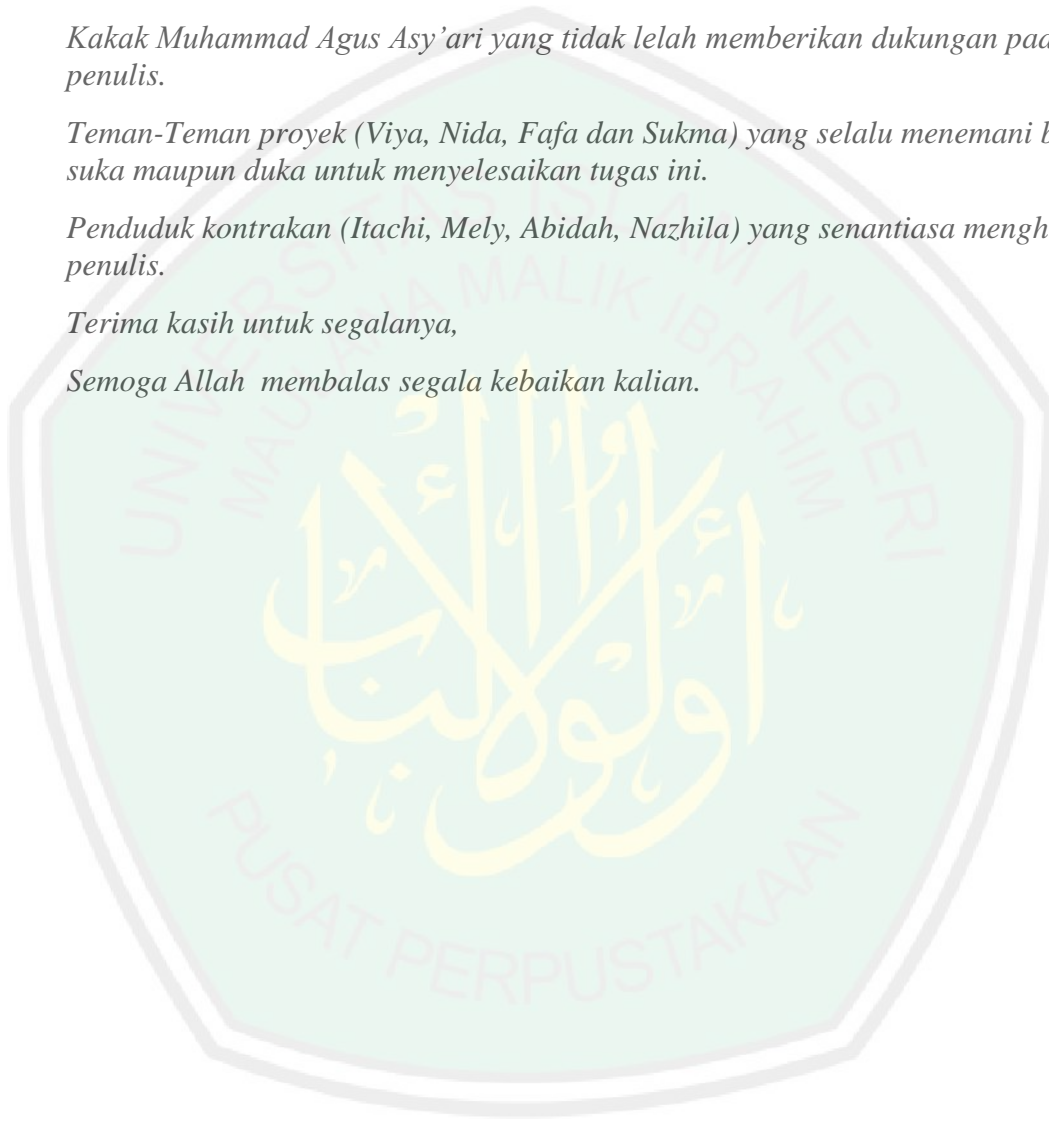 Kakak Muhammad Agus Asy’ari yang tidak lelah memberikan dukungan
penulis.
Teman-Teman proyek (Viya, Nida, Fafa dan Sukma) yang selalu menemani
suka maupun duka untuk menyelesaikan tugas ini.
Penduduk kontrakan (Itachi, Mely, Abidah, Nazhila) yang senantiasa
penulis.
Terima kasih untuk segalanya,
Semoga Allah membalas segala kebaikan kalian.
UNIVERSITAS ISLAM NEGERI
MAULANA MALIK IBRAHIM
أولوا الألباب
PUSAT PERPUSTAKAAN